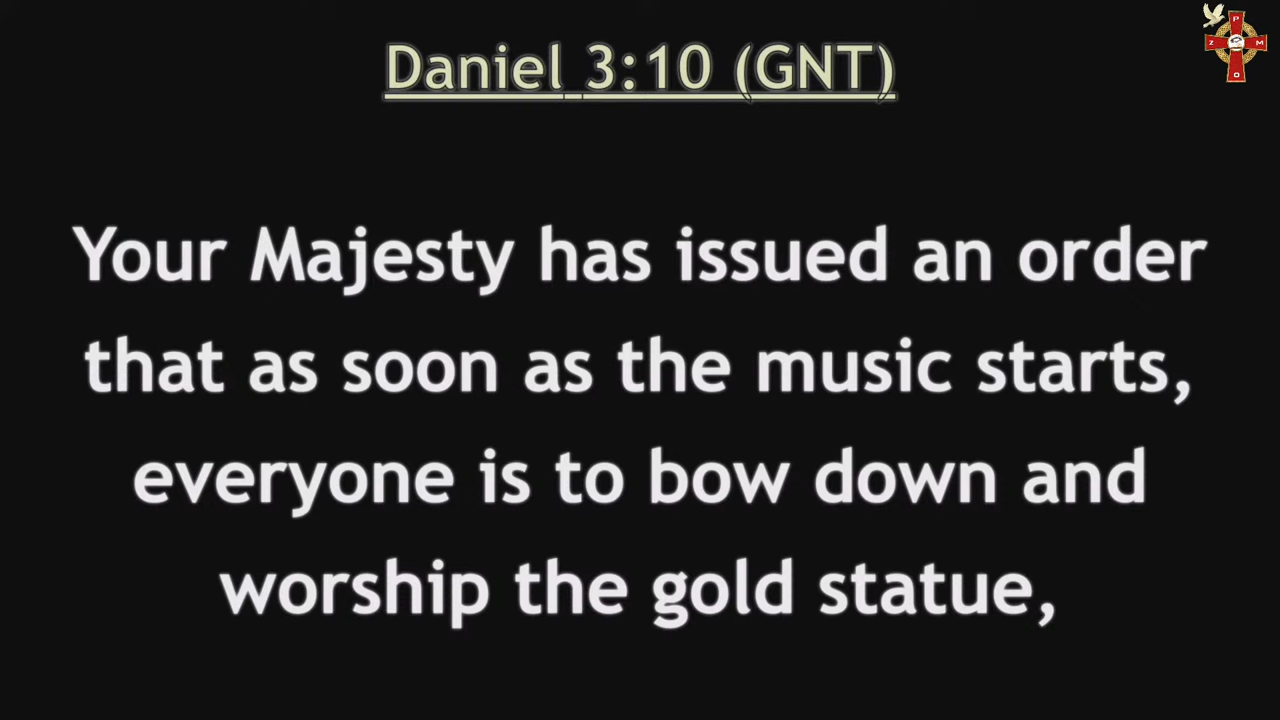 Daniel 3:10 (GNT)
Your Majesty has issued an order
that as soon as the music starts,
everyone is to bow down and
worship the gold statue,
P
Z M
O